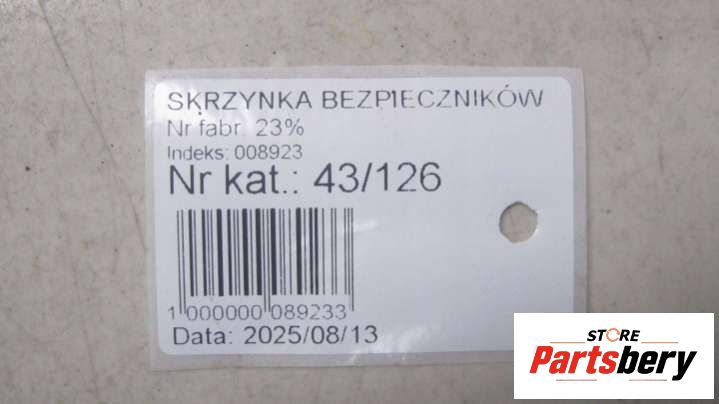 SKRZYNKA BEZPIECZNIKÓW
Nr fabr. 23%
Indeks: 008923
Nr kat.: 43/126
1 000000 089233
Data: 2025/08/13
STORE
Partsbery